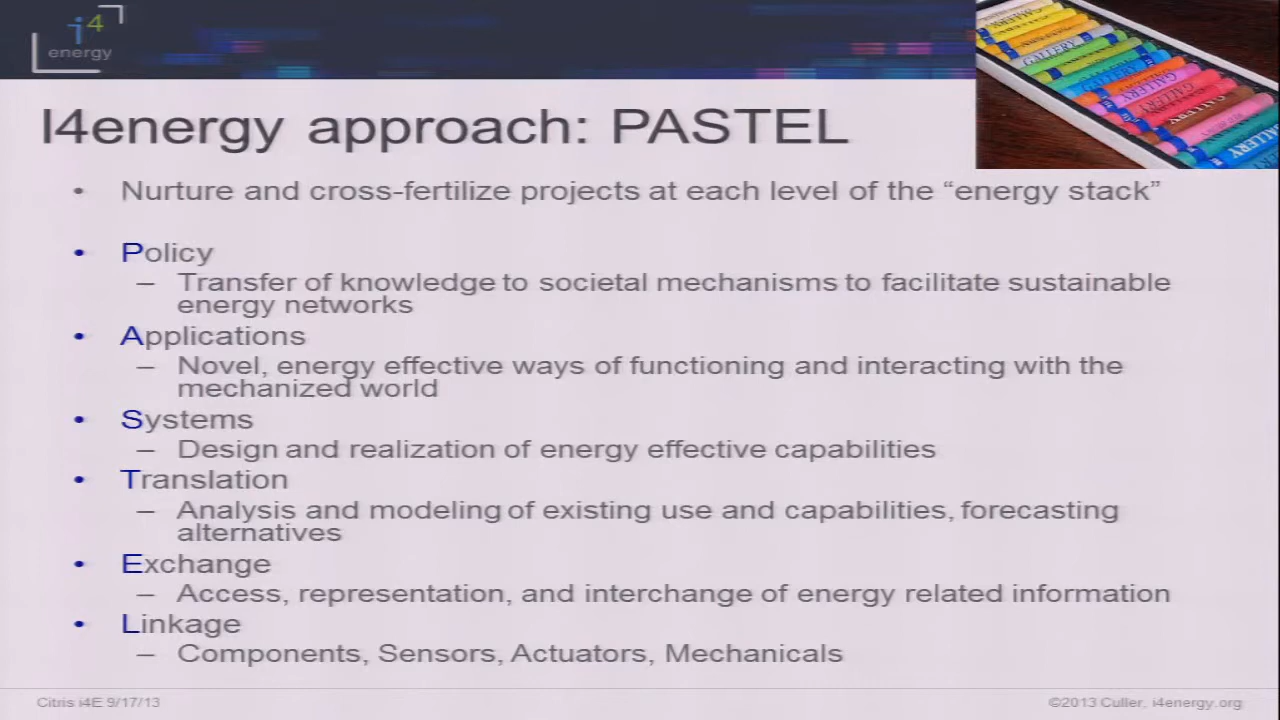 i4
energy
GALLERY
GALLERY
GALLERY
GALLERY
I4energy approach: PASTEL
• Nurture and cross-fertilize projects at each level of the “energy stack”
• Policy
– Transfer of knowledge to societal mechanisms to facilitate sustainable
energy networks
• Applications
– Novel, energy effective ways of functioning and interacting with the
mechanized world
• Systems
– Design and realization of energy effective capabilities
• Translation
– Analysis and modeling of existing use and capabilities, forecasting
alternatives
• Exchange
– Access, representation, and interchange of energy related information
• Linkage
– Components, Sensors, Actuators, Mechanicals
Citris i4E 9/17/13
©2013 Culler, i4energy.org